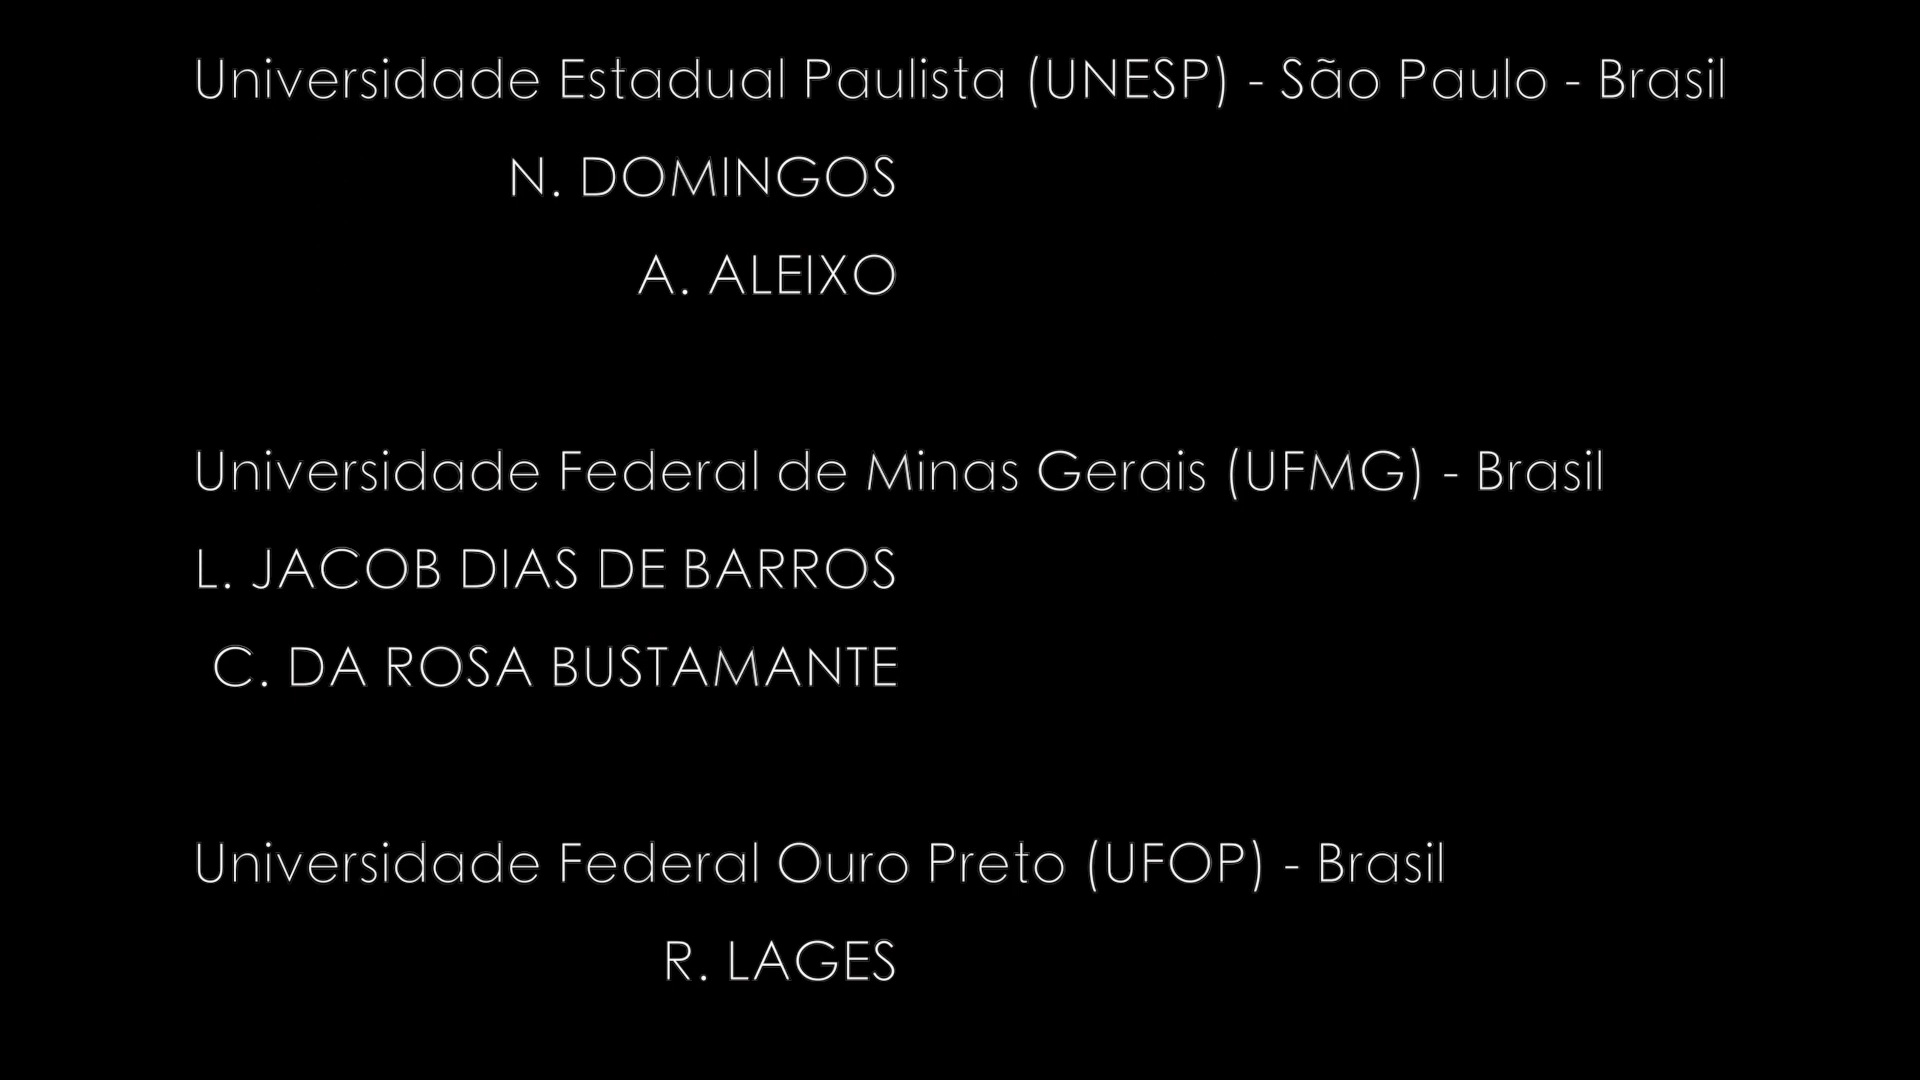 Universidade Estadual Paulista (UNESP) - São Paulo - Brasil
N. DOMINGOS
A. ALEIXO
Universidade Federal de Minas Gerais (UFMG) - Brasil
L. JACOB DIAS DE BARROS
C. DA ROSA BUSTAMANTE
Universidade Federal Ouro Preto (UFOP) - Brasil
R. LAGES